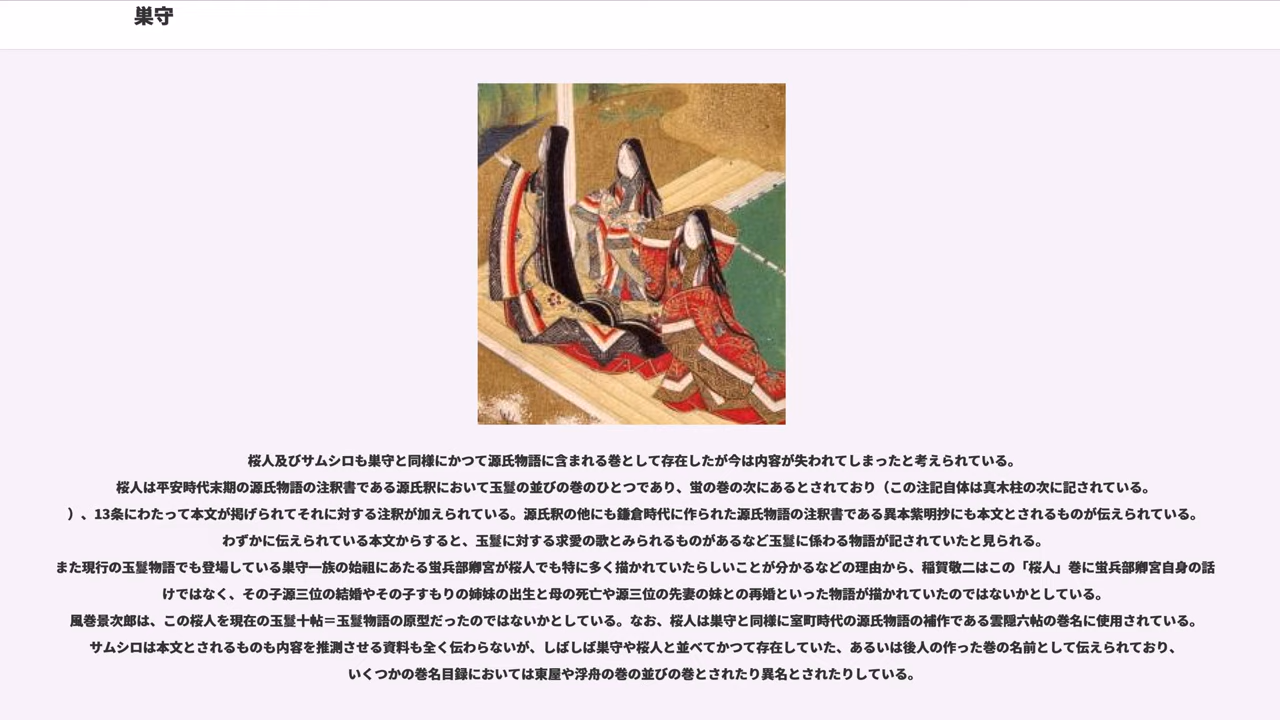 巣守
桜人及びサムシロも巣守と同様にかつて源氏物語に含まれる巻として存在したが今は内容が失われてしまったと考えられている。
桜人は平安時代末期の源氏物語の注釈書である源氏釈において玉鬘の並びの巻のひとつであり、蛍の巻の次にあるとされており（この注記自体は真木柱の次に記されている。
）、13条にわたって本文が掲げられてそれに対する注釈が加えられている。源氏釈の他にも鎌倉時代に作られた源氏物語の注釈書である異本紫明抄にも本文とされるものが伝えられている。
わずかに伝えられている本文からすると、玉鬘に対する求愛の歌とみられるものがあるなど玉鬘に係わる物語が記されていたと見られる。
また現行の玉鬘物語でも登場している巣守一族の始祖にあたる蛍兵部卿宮が桜人でも特に多く描かれていたらしいことが分かるなどの理由から、稲賀敬二はこの「桜人」巻に蛍兵部卿宮自身の話
けではなく、その子源三位の結婚やその子すもりの姉妹の出生と母の死亡や源三位の先妻の妹との再婚といった物語が描かれていたのではないかとしている。
風巻景次郎は、この桜人を現在の玉鬘十帖＝玉鬘物語の原型だったのではないかとしている。なお、桜人は巣守と同様に室町時代の源氏物語の補作である雲隠六帖の巻名に使用されている。
サムシロは本文とされるものも内容を推測させる資料も全く伝わらないが、しばしば巣守や桜人と並べてかつて存在していた、あるいは後人の作った巻の名前として伝えられており、
いくつかの巻名目録においては東屋や浮舟の巻の並びの巻とされたり異名とされたりしている。